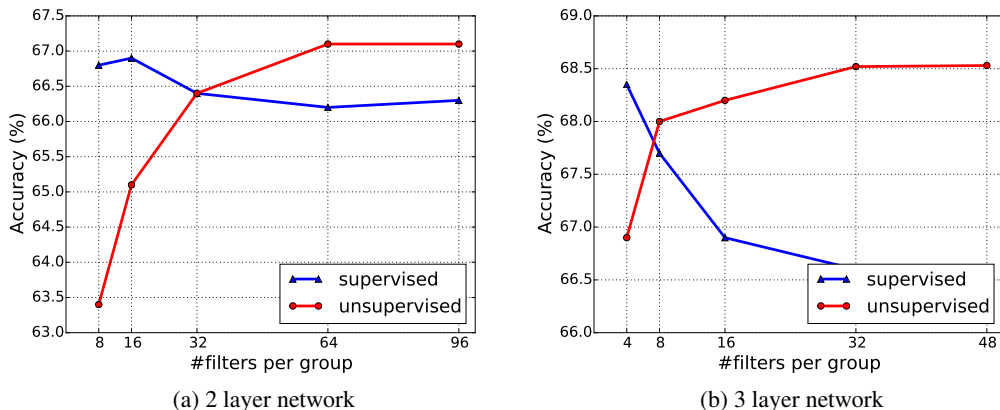 67.5
67.0
66.5
66.0
65.5
65.0
64.5
64.0
63.5
63.0
Accuracy (%)
8 16 32 64 96
#filters per group
supervised
unsupervised
(a) 2 layer network
69.0
68.5
68.0
67.5
67.0
66.5
66.0
Accuracy (%)
4 8 16 32 48
#filters per group
supervised
unsupervised
(b) 3 layer network